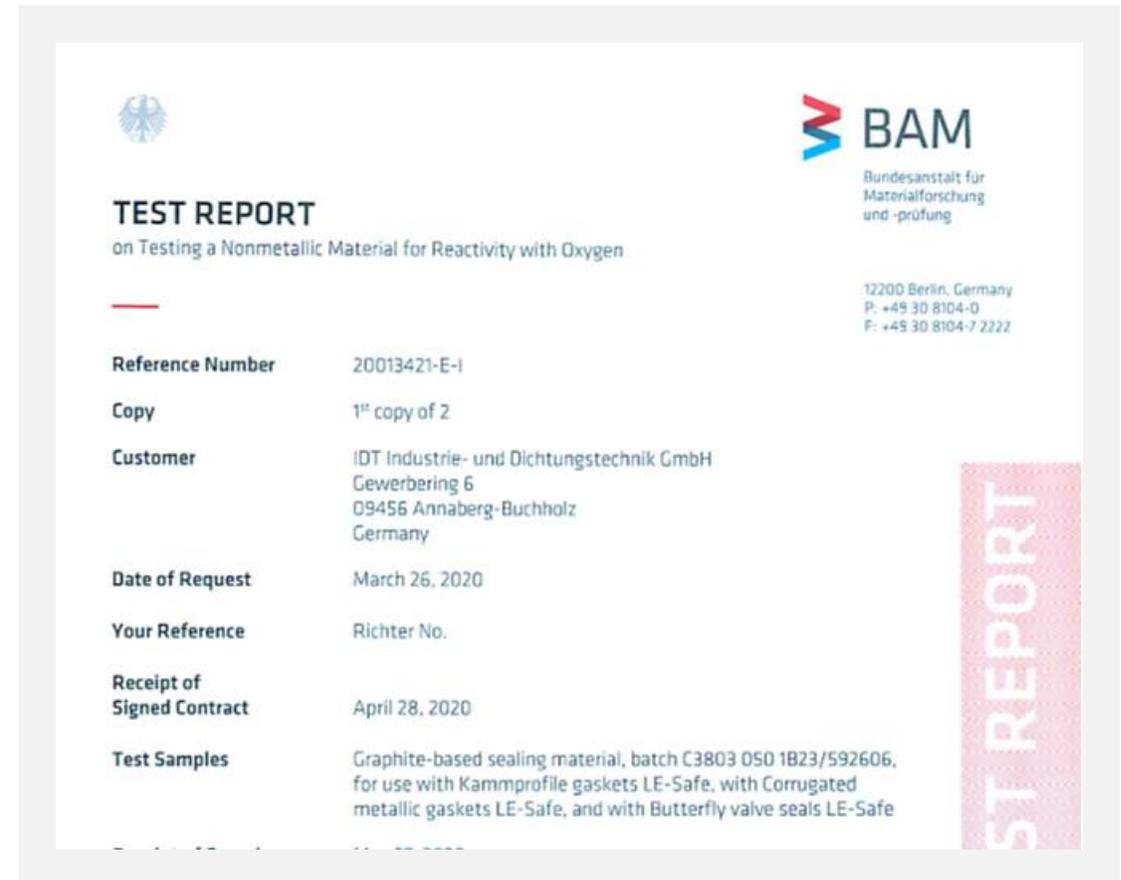 BAM
Bundesanstalt für
Materialforschung
und -prüfung
TEST REPORT
on Testing a Nonmetallic Material for Reactivity with Oxygen
12200 Berlin, Germany
P: +49 30 8104-0
F: +49 30 8104-7 2222
Reference Number 20013421-E-I
Copy 1st copy of 2
Customer IDT Industrie- und Dichtungstechnik GmbH
Gewerbering 6
09456 Annaberg-Buchholz
Germany
Date of Request March 26, 2020
Your Reference Richter No.
Receipt of
Signed Contract April 28, 2020
Test Samples Graphite-based sealing material, batch C3803 050 1B23/592606,
for use with Kammprofile gaskets LE-Safe, with Corrugated
metallic gaskets LE-Safe, and with Butterfly valve seals LE-Safe
ST REPORT